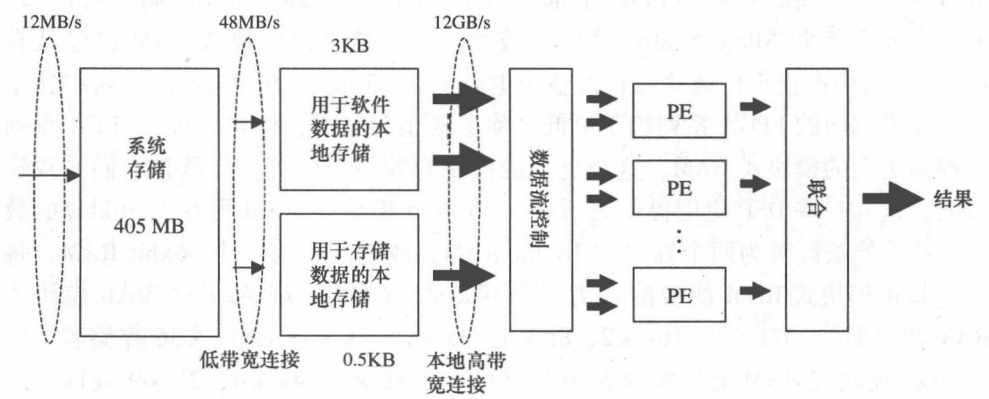 12MB/s
48MB/s
12GB/s
3KB
系统
存储
405 MB
用于软件
数据的本
地存储
用于存储
数据的本
地存储
0.5KB
低带宽连接
本地高带
宽连接
数据流控制
PE
PE
PE
联合
结果